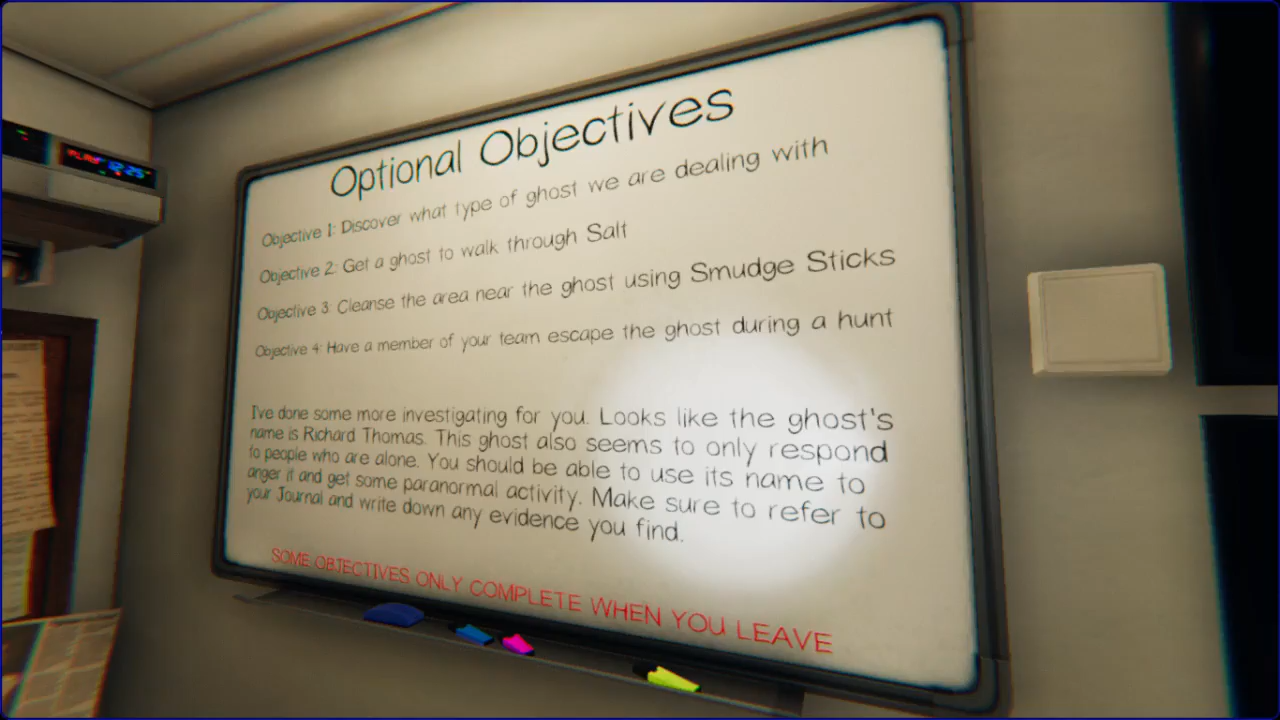 Optional Objectives
Objective 1: Discover what type of ghost we are dealing with
Objective 2: Get a ghost to walk through Salt
Objective 3: Cleanse the area near the ghost using Smudge Sticks
Objective 4: Have a member of your team escape the ghost during a hunt
I've done some more investigating for you. Looks like the ghost's
name is Richard Thomas. This ghost also seems to only respond
to people who are alone. You should be able to use its name to
anger it and get some paranormal activity. Make sure to refer to
your Journal and write down any evidence you find.
SOME OBJECTIVES ONLY COMPLETE WHEN YOU LEAVE
PLAY 12:25